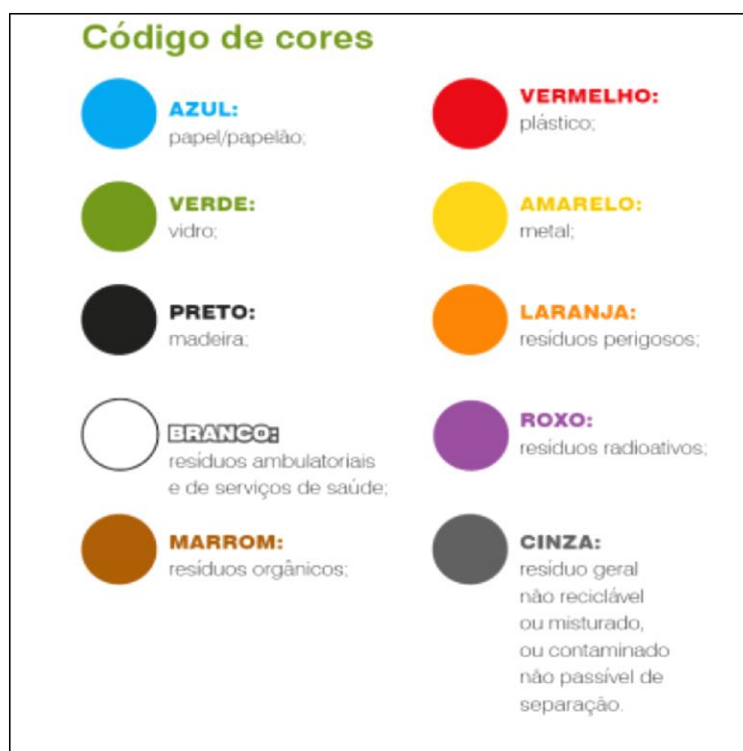 Código de cores
AZUL:
papel/papelão;
VERMELHO:
plástico;
VERDE:
vidro;
AMARELO:
metal;
PRETO:
madeira;
LARANJA:
resíduos perigosos;
BRANCO:
resíduos ambulatoriais
e de serviços de saúde;
ROXO:
resíduos radioativos;
MARROM:
resíduos orgânicos;
CINZA:
resíduo geral
não reciclável
ou misturado,
ou contaminado
não passível de
separação.